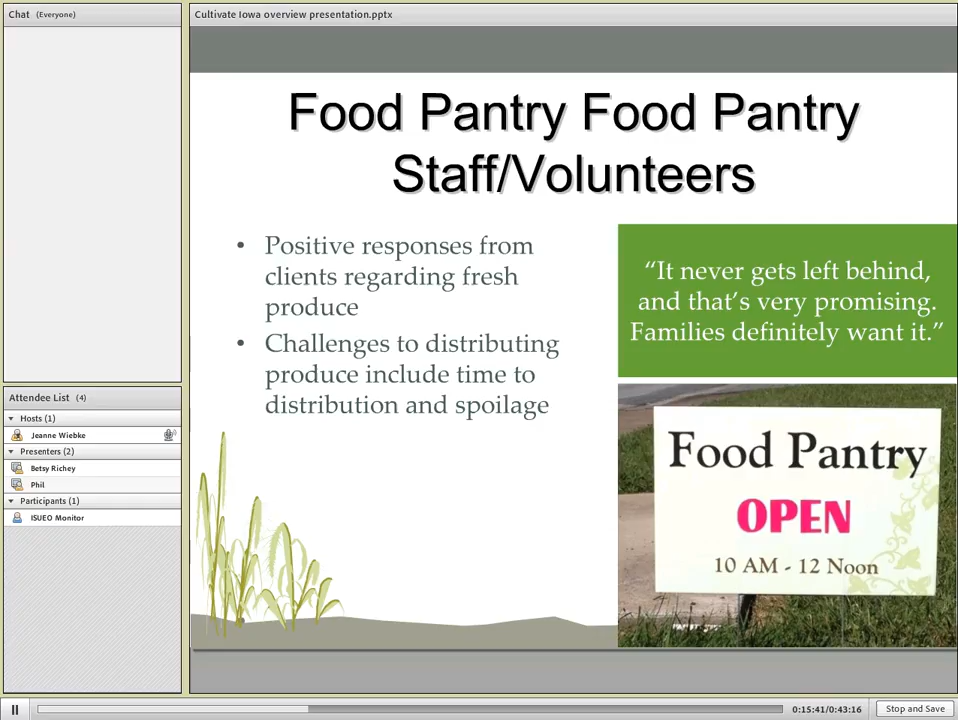 Chat (Everyone)
Cultivate Iowa overview presentation.pptx
Food Pantry Food Pantry
Staff/Volunteers
• Positive responses from
clients regarding fresh
produce
• Challenges to distributing
produce include time to
distribution and spoilage
“It never gets left behind,
and that’s very promising.
Families definitely want it.”
Food Pantry
OPEN
10 AM - 12 Noon
Attendee List (4)
Hosts (1)
Jeanne Wiebke
Presenters (2)
Betsy Richey
Phil
Participants (1)
ISUEO Monitor
0:15:41/0:43:16
Stop and Save